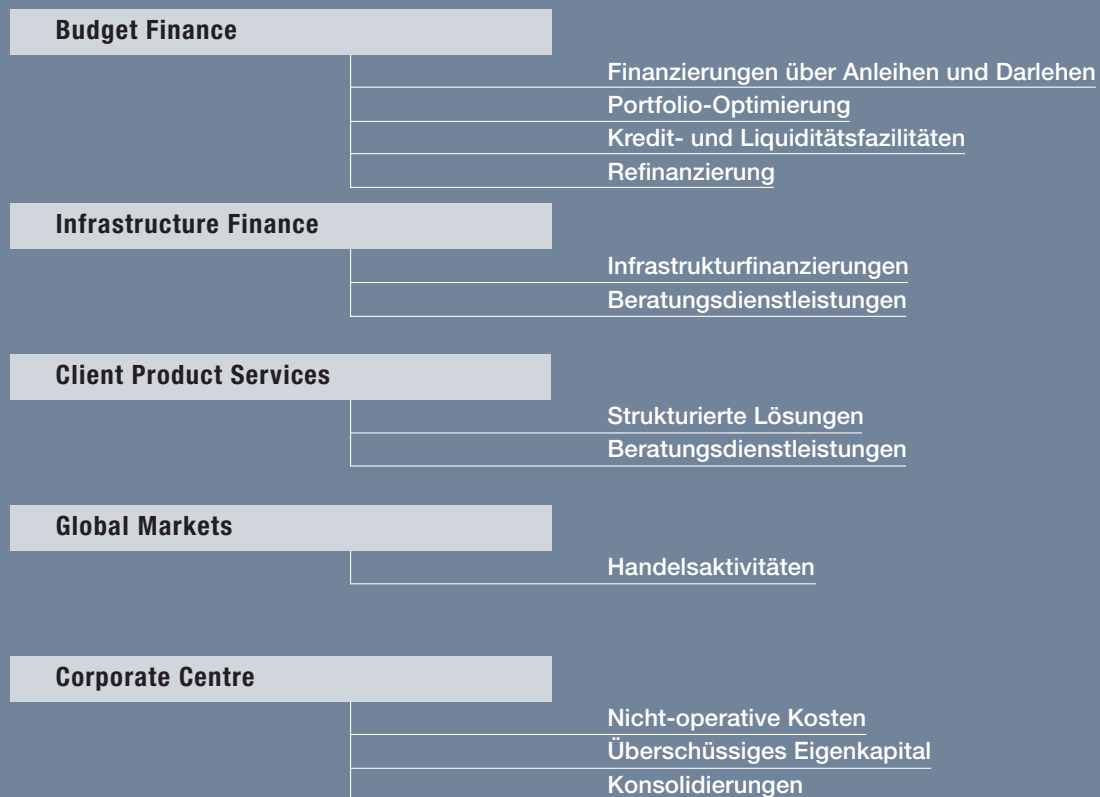 Budget Finance
Finanzierungen über Anleihen und Darlehen
Portfolio-Optimierung
Kredit- und Liquiditätsfazilitäten
Refinanzierung
Infrastructure Finance
Infrastrukturfinanzierungen
Beratungsdienstleistungen
Client Product Services
Strukturierte Lösungen
Beratungsdienstleistungen
Global Markets
Handelsaktivitäten
Corporate Centre
Nicht-operative Kosten
Überschüssiges Eigenkapital
Konsolidierungen